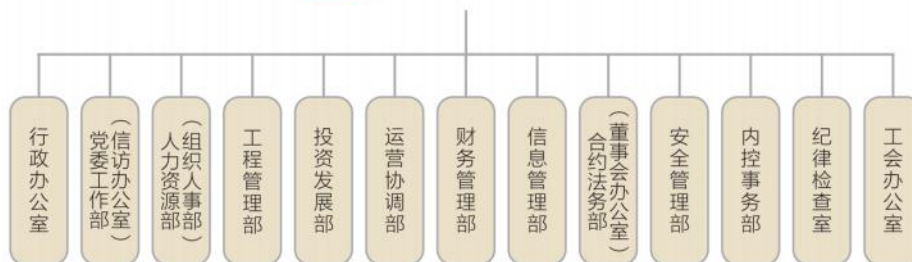 行政办公室
党委工作部
（信访办公室）
人力资源部
（组织人事部）
工程管理部
投资发展部
运营协调部
财务管理部
信息管理部
合约法务部
（董事会办公室）
安全管理部
内控事务部
纪律检查室
工会办公室